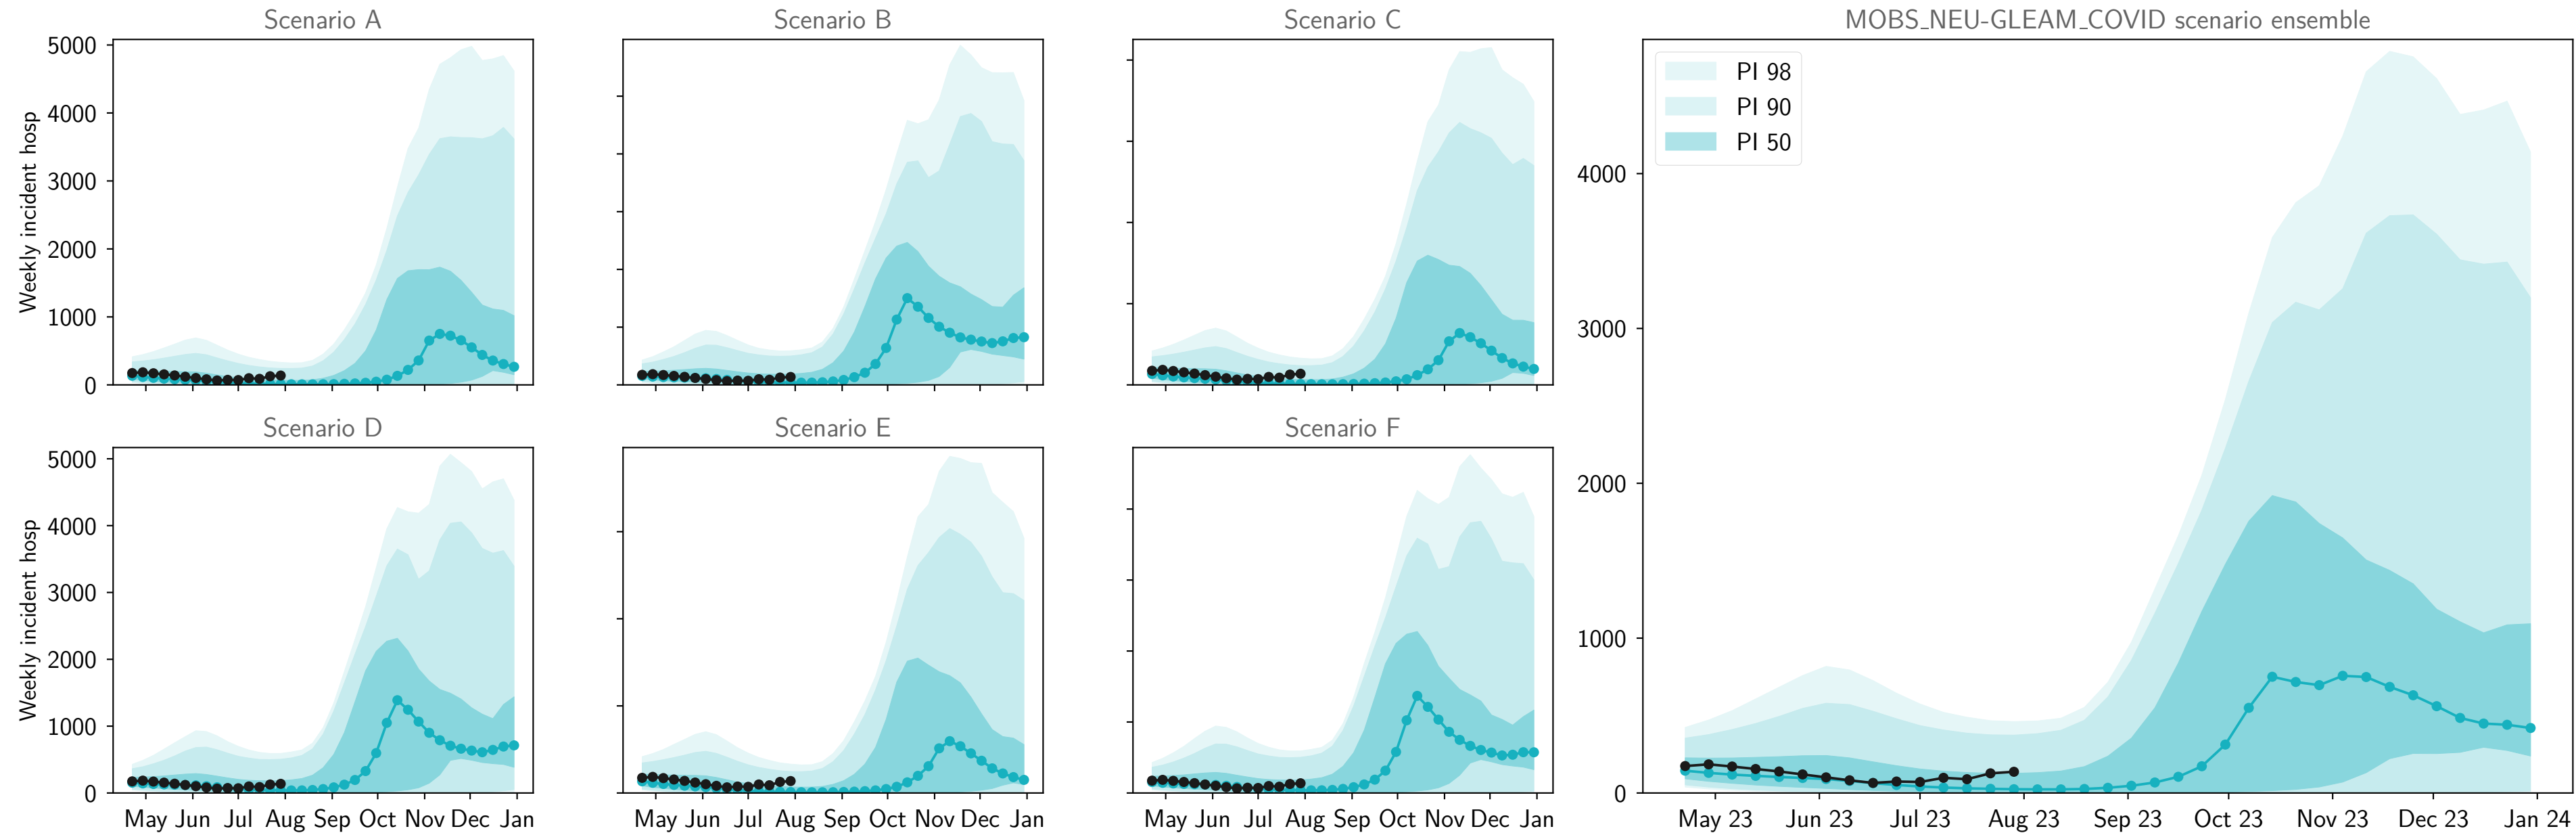 Scenario A
Scenario B
Scenario C
MOBS_NEU-GLEAM_COVID scenario ensemble
Weekly incident hosp
5000
4000
3000
2000
1000
0
PI 98
PI 90
PI 50
4000
3000
2000
1000
0
Scenario D
Scenario E
Scenario F
Weekly incident hosp
5000
4000
3000
2000
1000
0
May Jun Jul Aug Sep Oct Nov Dec Jan
May Jun Jul Aug Sep Oct Nov Dec Jan
May Jun Jul Aug Sep Oct Nov Dec Jan
May 23 Jun 23 Jul 23 Aug 23 Sep 23 Oct 23 Nov 23 Dec 23 Jan 24